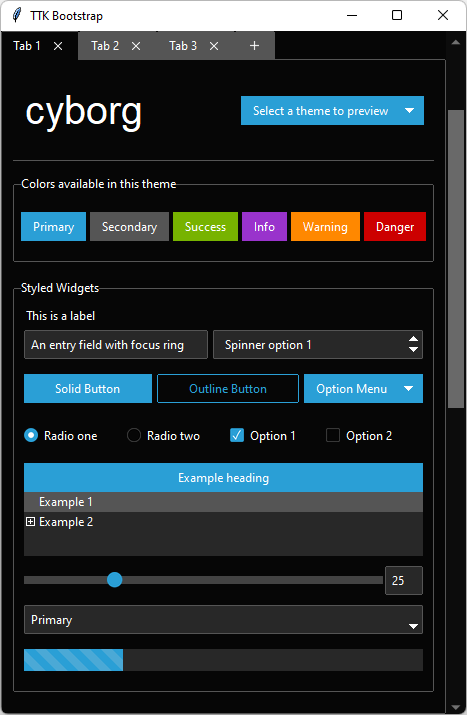 TTK Bootstrap
Tab 1 Tab 2 Tab 3
cyborg
Select a theme to preview
Colors available in this theme
Primary Secondary Success Info Warning Danger
Styled Widgets
This is a label
An entry field with focus ring Spinner option 1
Solid Button Outline Button Option Menu
Radio one Radio two Option 1 Option 2
Example heading
Example 1
Example 2
25
Primary